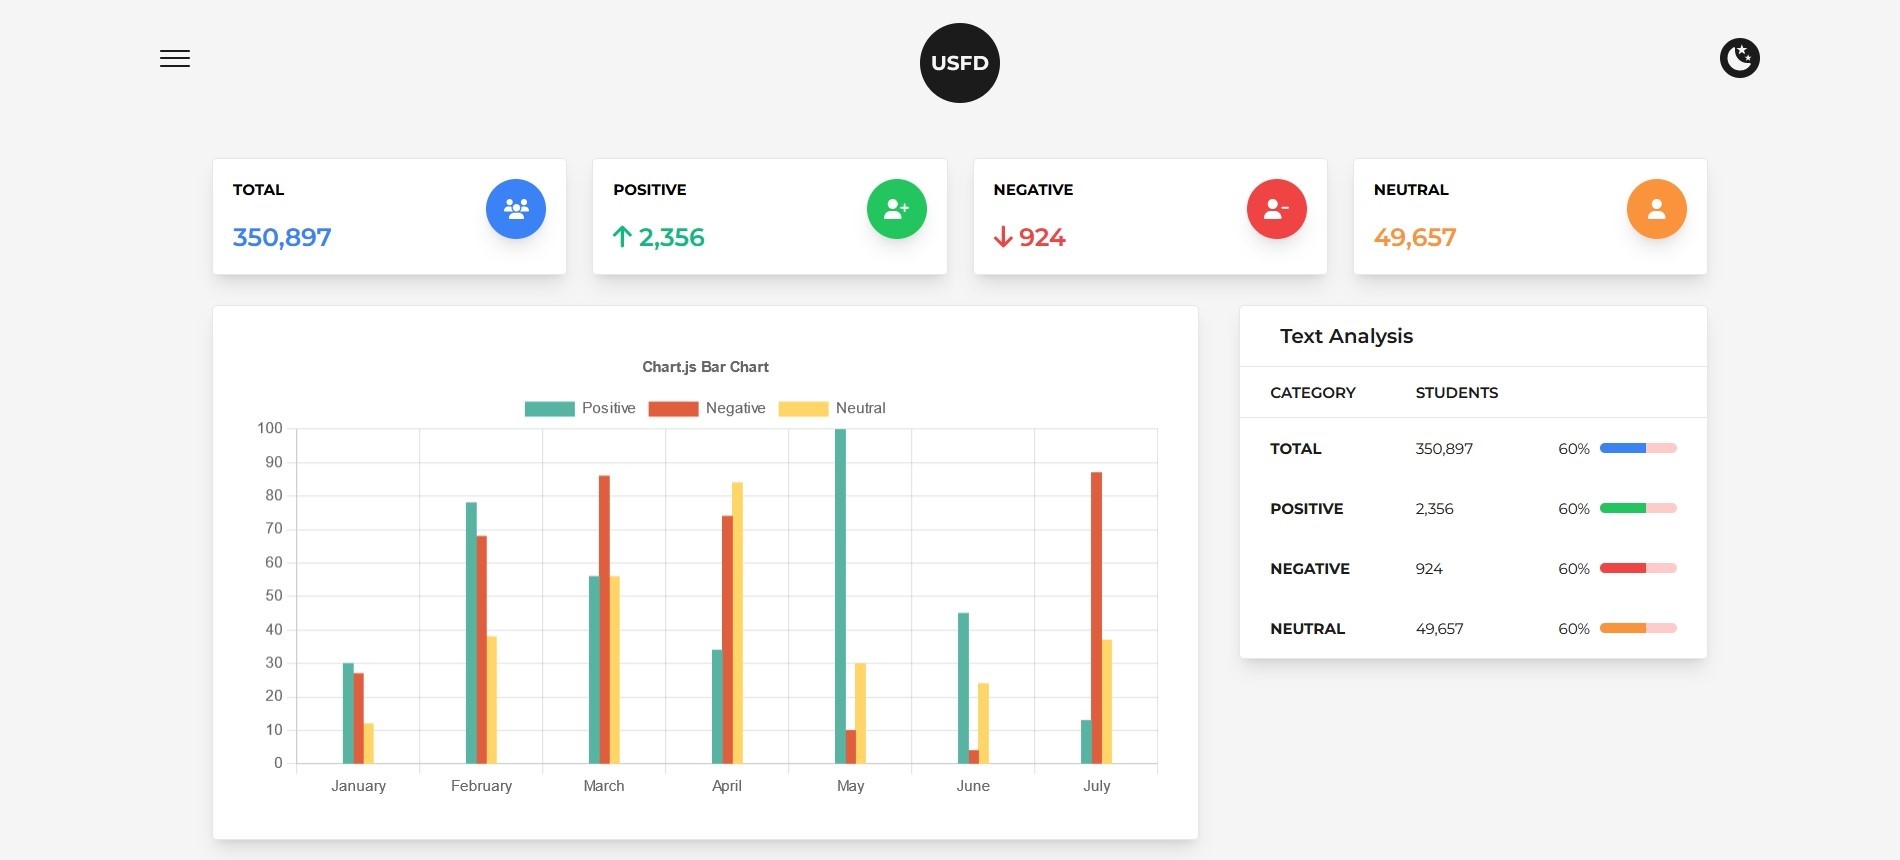 USFD
TOTAL
350,897
POSITIVE
2,356
NEGATIVE
924
NEUTRAL
49,657
Chart.js Bar Chart
Positive Negative Neutral
100
90
80
70
60
50
40
30
20
10
0
January February March April May June July
Text Analysis
CATEGORY STUDENTS
TOTAL 350,897 60%
POSITIVE 2,356 60%
NEGATIVE 924 60%
NEUTRAL 49,657 60%